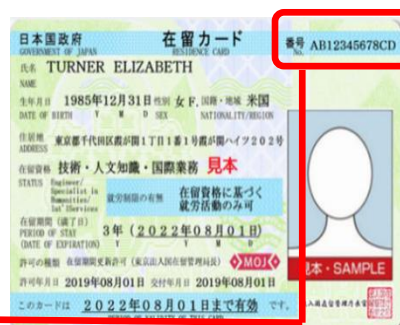 日本国政府 在留カード 番号 AB12345678CD
GOVERNMENT OF JAPAN RESIDENCE CARD No.
氏名 TURNER ELIZABETH
NAME
生年月日 1985年12月31日 性別 女 F. 国籍・地域 米国
DATE OF BIRTH Y M D SEX NATIONALITY/REGION
住居地 東京都千代田区霞が関1丁目1番1号霞が関ハイツ202号
ADDRESS
在留資格 技術・人文知識・国際業務 見本
STATUS Engineer/
Specialist in
Humanities/
Int'lServices
就労制限の有無 在留資格に基づく
就労活動のみ可
在留期間(満了日) 3年(2022年08月01日)
PERIOD OF STAY
(DATE OF EXPIRATION) Y Y M D
許可の種類 在留期間更新許可(東京出入国在留管理局長) MOJ
見本・SAMPLE
許可年月日 2019年08月01日 交付年月日 2019年08月01日
このカードは 2022年08月01日まで有効 です。